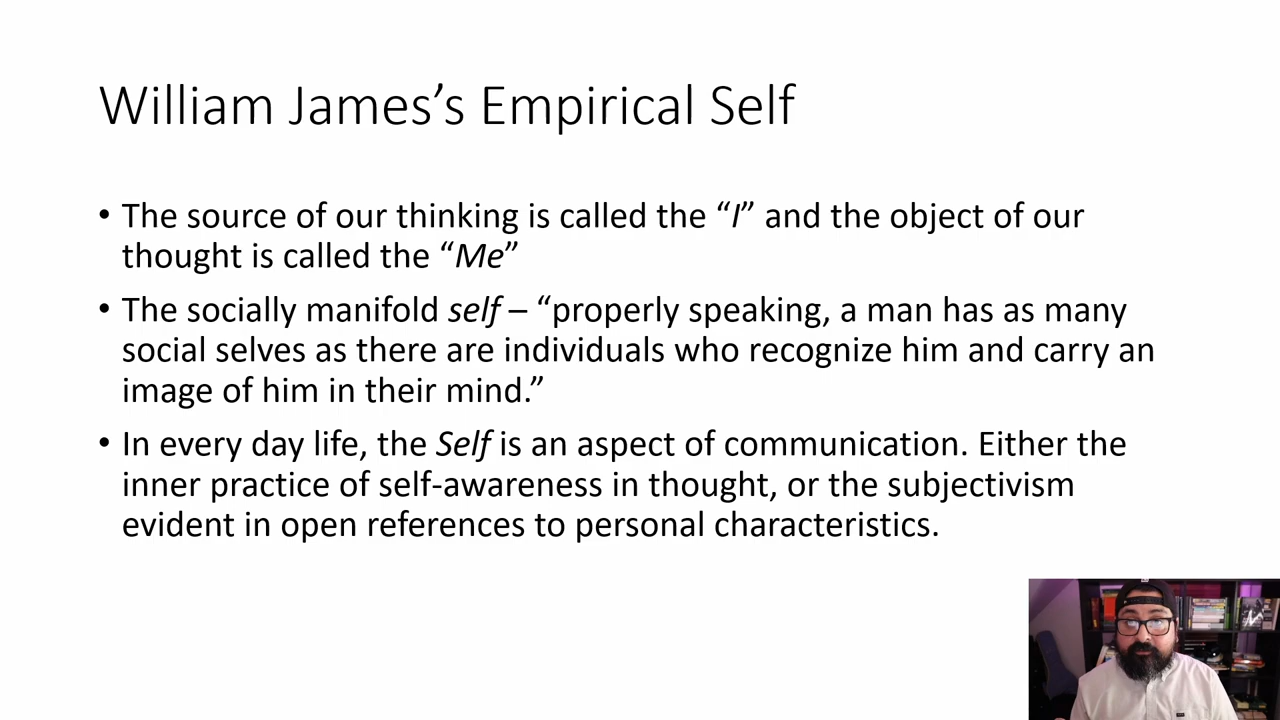 William James’s Empirical Self
• The source of our thinking is called the “I” and the object of our
thought is called the “Me”
• The socially manifold self – “properly speaking, a man has as many
social selves as there are individuals who recognize him and carry an
image of him in their mind.”
• In every day life, the Self is an aspect of communication. Either the
inner practice of self-awareness in thought, or the subjectivism
evident in open references to personal characteristics.